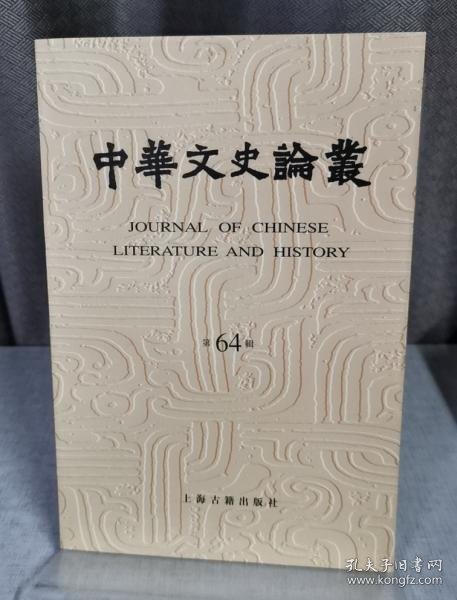 中華文史論叢
JOURNAL OF CHINESE
LITERATURE AND HISTORY
第64輯
上海古籍出版社
孔夫子旧书网
www.kongfz.com